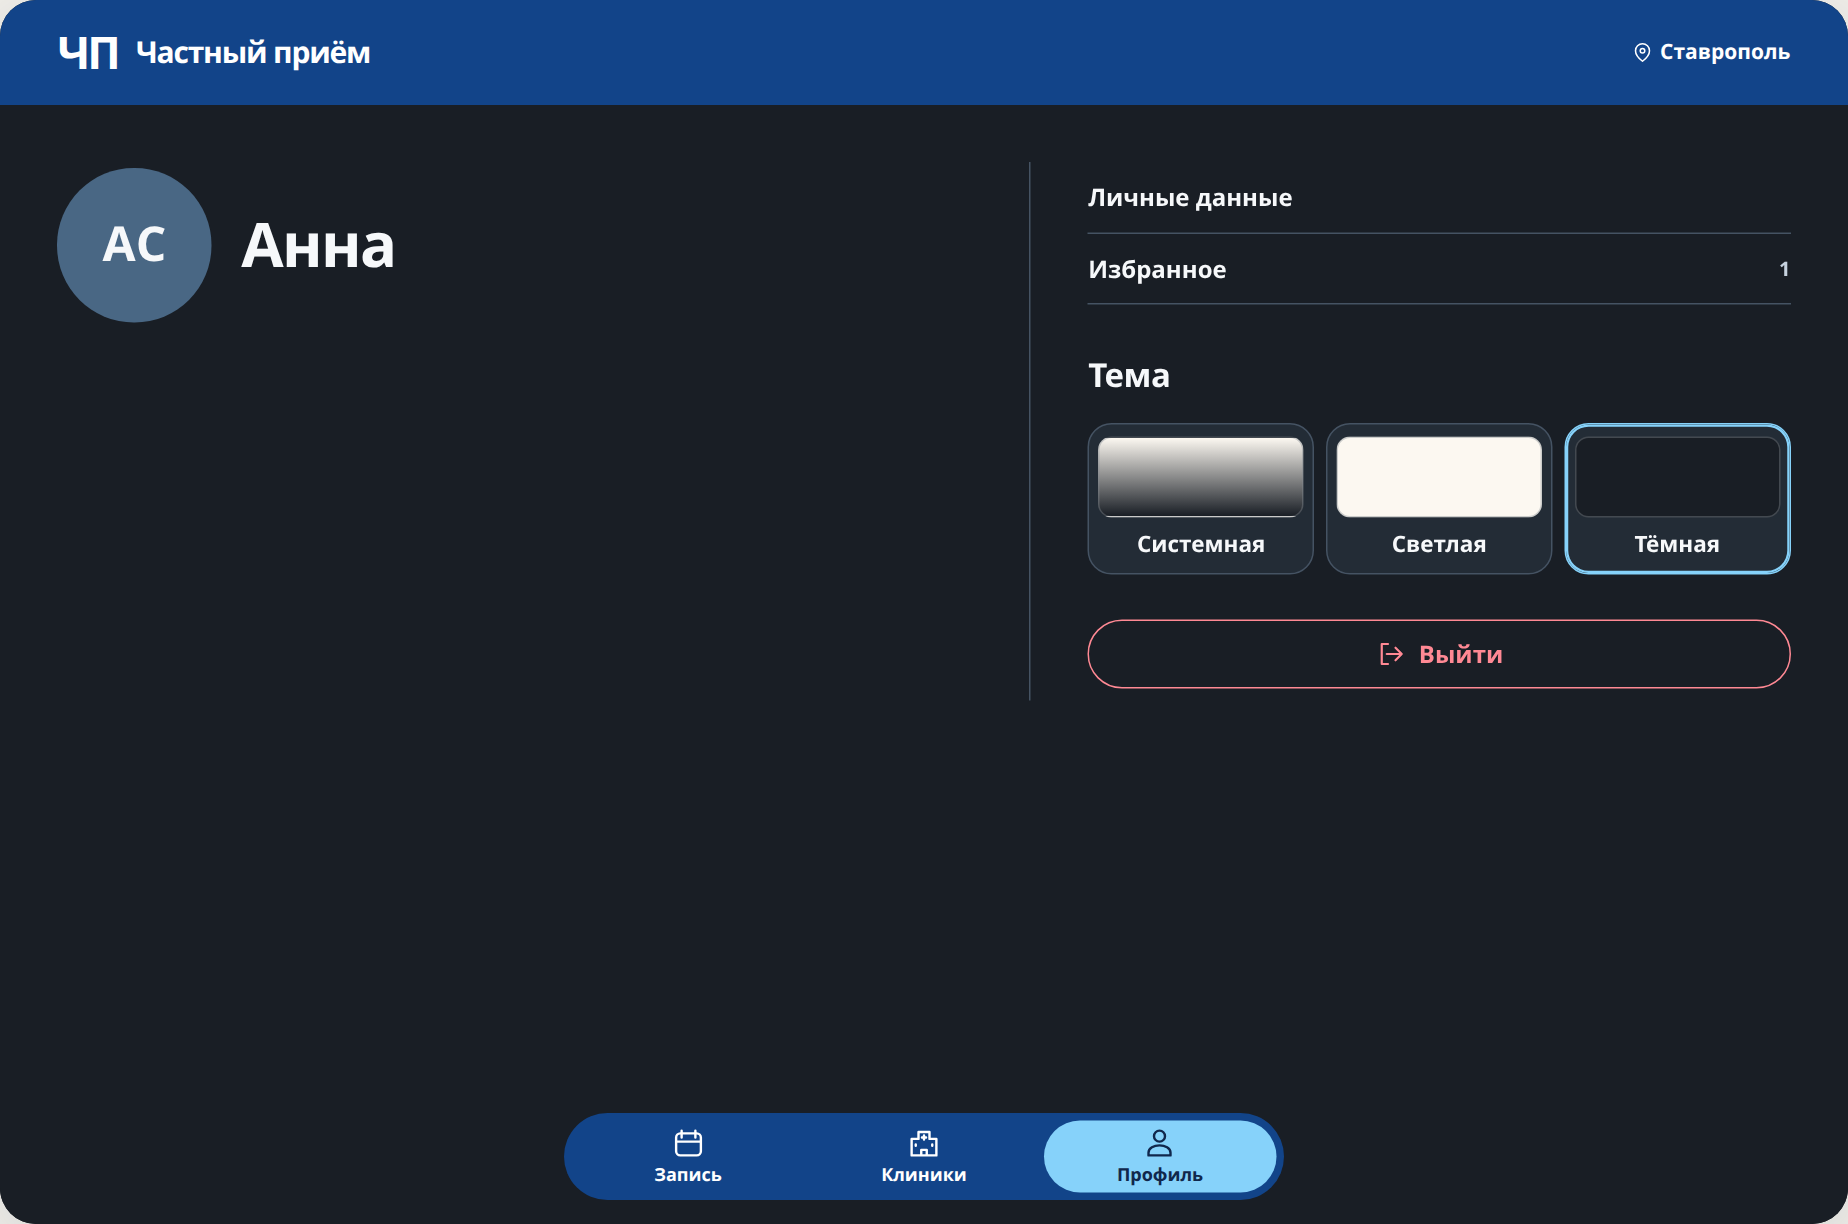 ЧП Частный приём
Ставрополь
АС
Анна
Личные данные
Избранное 1
Тема
Системная
Светлая
Тёмная
Выйти
Запись
Клиники
Профиль